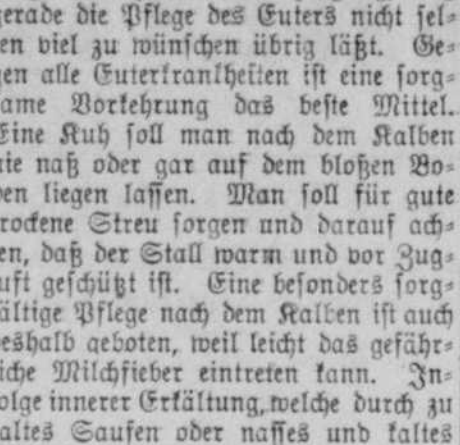 gerade die Pflege des Euters nicht sel-
en viel zu wünschen übrig läßt. Ge-
gen alle Euterkrankheiten ist eine sorg-
ame Vorkehrung das beste Mittel.
Eine Kuh soll man nach dem Kalben
nie naß oder gar auf dem bloßen Bo-
den liegen lassen. Man soll für gute
trockene Streu sorgen und darauf ach-
en, daß der Stall warm und vor Zug-
uft geschützt ist. Eine besonders sorg-
ältige Pflege nach dem Kalben ist auch
deshalb geboten, weil leicht das gefähr-
iche Milchfieber eintreten kann. In-
olge innerer Erkältung, welche durch zu
altes Saufen oder nasses und kaltes